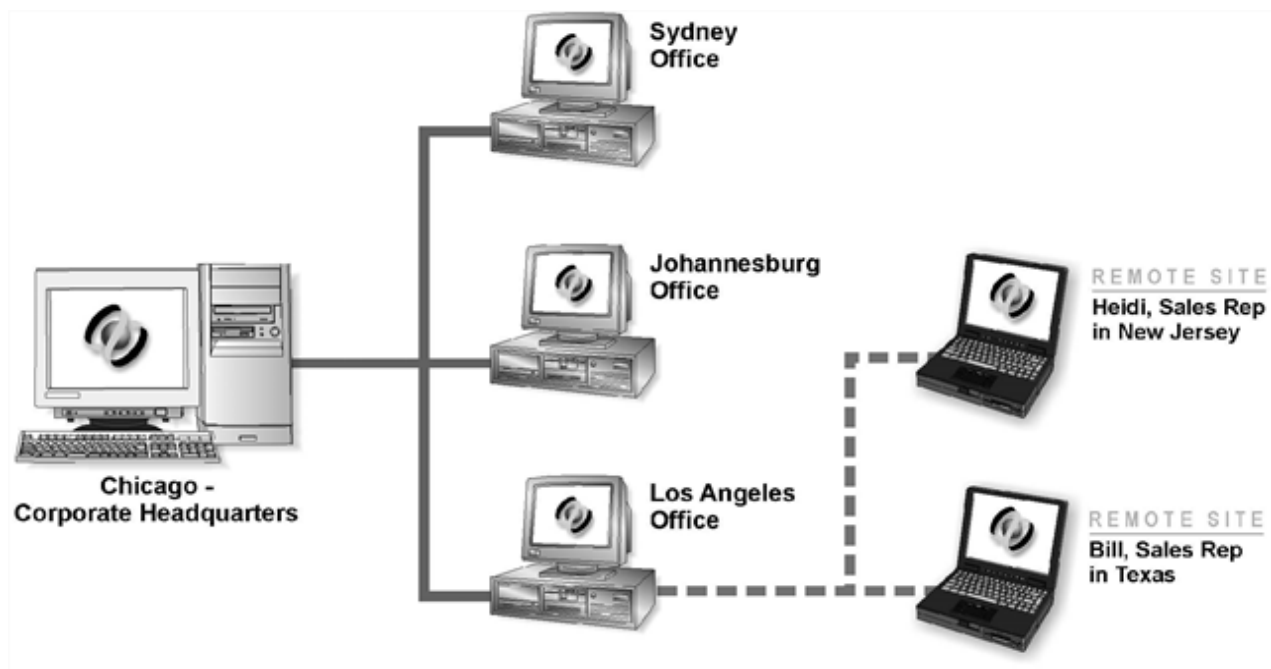 Sydney
Office
Johannesburg
Office
REMOTE SITE
Heidi, Sales Rep
in New Jersey
Chicago -
Corporate Headquarters
Los Angeles
Office
REMOTE SITE
Bill, Sales Rep
in Texas